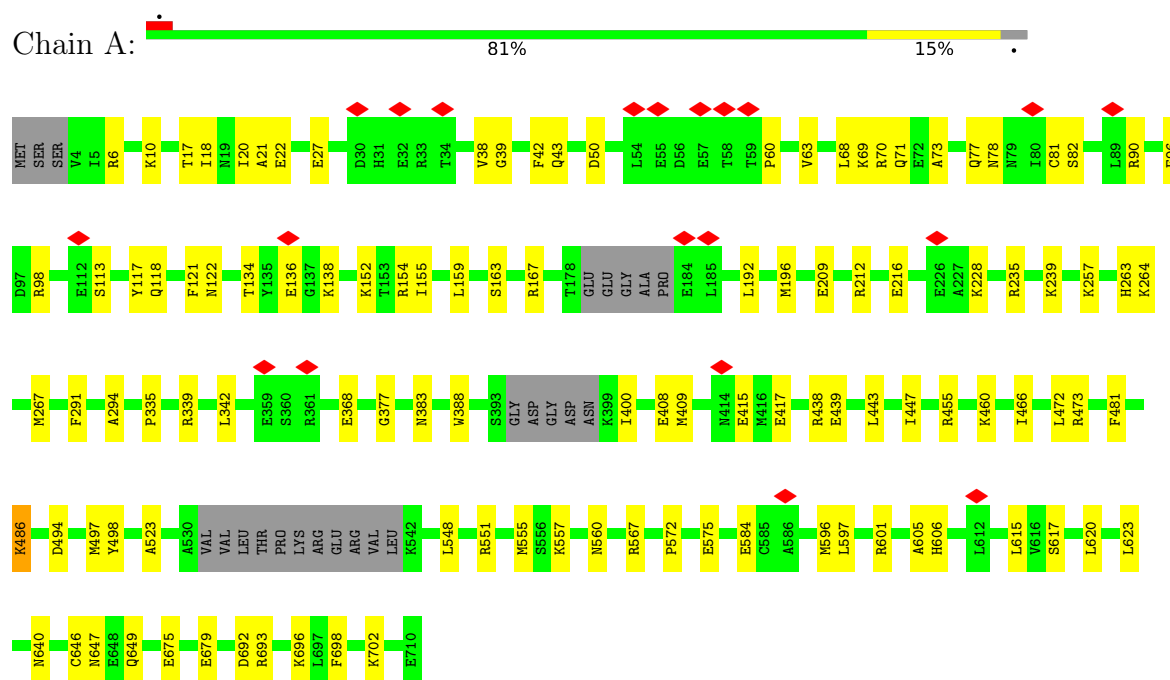 Chain A:
81% 15%
MET SER SER V4 I5 R6 K10 T17 I18 N19 I20 A21 E22 E27 D30 H31 E32 R33 T34 V38 G39 F42 Q43 D50 L54 E55 D56 E57 T58 T59 P60 V63 L68 K69 R70 Q71 E72 A73 Q77 N78 N79 I80 C81 S82 L89 R90
D97 R98 E112 S113 Y117 Q118 F121 N122 T134 Y135 E136 G137 K138 K152 T153 R154 I155 L159 S163 R167 T178 GLU GLU GLY ALA PRO E184 L185 L192 M196 E209 R212 E216 E226 A227 K228 R235 K239 K257 H263 K264
M267 F291 A294 P335 R339 L342 E359 S360 R361 E368 G377 N383 W388 S393 GLY ASP GLY ASP ASN K399 I400 E408 M409 N414 E415 M416 E417 R438 E439 L443 I447 R455 K460 I466 L472 R473 F481
K486 D494 M497 Y498 A523 A530 VAL VAL LEU THR PRO LYS ARG GLU ARG VAL LEU K542 L548 R551 M555 S556 K557 N560 R567 P572 E575 E584 C585 A586 M596 L597 R601 A605 H606 L612 L615 V616 S617 L620 L623
N640 C646 N647 E648 Q649 E675 E679 D692 R693 K696 L697 F698 K702 E710